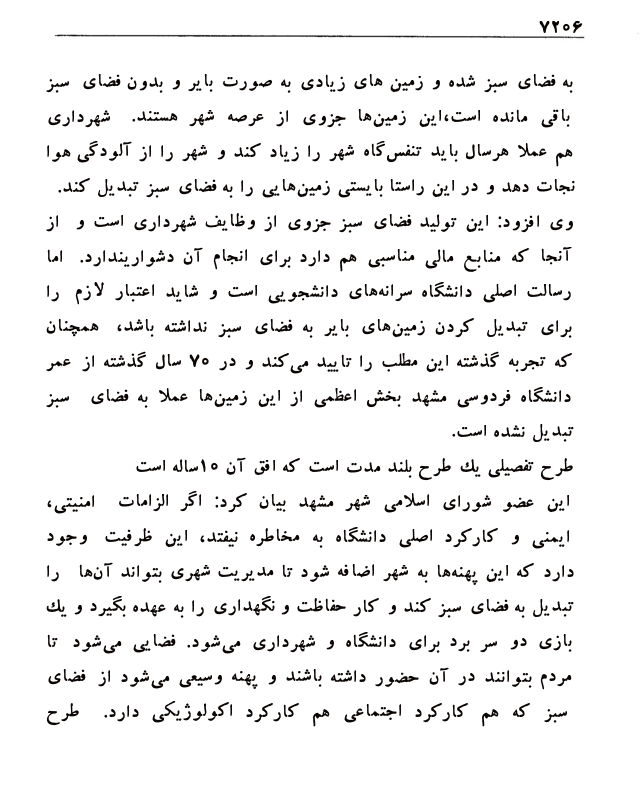 ۷۲۰۶
به فضای سبز شده و زمین های زیادی به صورت بایر و بدون فضای سبز
باقی مانده است،این زمین‌ها جزوی از عرصه شهر هستند. شهرداری
هم عملا هرسال باید تنفس‌گاه شهر را زیاد کند و شهر را از آلودگی هوا
نجات دهد و در این راستا بایستی زمین‌هایی را به فضای سبز تبدیل کند.
وی افزود: این تولید فضای سبز جزوی از وظایف شهرداری است و از
آنجا که منابع مالی مناسبی هم دارد برای انجام آن دشواریندارد. اما
رسالت اصلی دانشگاه سرانه‌های دانشجویی است و شاید اعتبار لازم را
برای تبدیل کردن زمین‌های بایر به فضای سبز نداشته باشد، همچنان
که تجربه گذشته این مطلب را تایید می‌کند و در ۷۰ سال گذشته از عمر
دانشگاه فردوسی مشهد بخش اعظمی از این زمین‌ها عملا به فضای سبز
تبدیل نشده است.
طرح تفصیلی یك طرح بلند مدت است که افق آن ۱۰ساله است
این عضو شورای اسلامی شهر مشهد بیان کرد: اگر الزامات امنیتی،
ایمنی و کارکرد اصلی دانشگاه به مخاطره نیفتد، این ظرفیت وجود
دارد که این پهنه‌ها به شهر اضافه شود تا مدیریت شهری بتواند آن‌ها را
تبدیل به فضای سبز کند و کار حفاظت و نگهداری را به عهده بگیرد و یك
بازی دو سر برد برای دانشگاه و شهرداری می‌شود. فضایی می‌شود تا
مردم بتوانند در آن حضور داشته باشند و پهنه وسیعی می‌شود از فضای
سبز که هم کارکرد اجتماعی هم کارکرد اکولوژیکی دارد. طرح